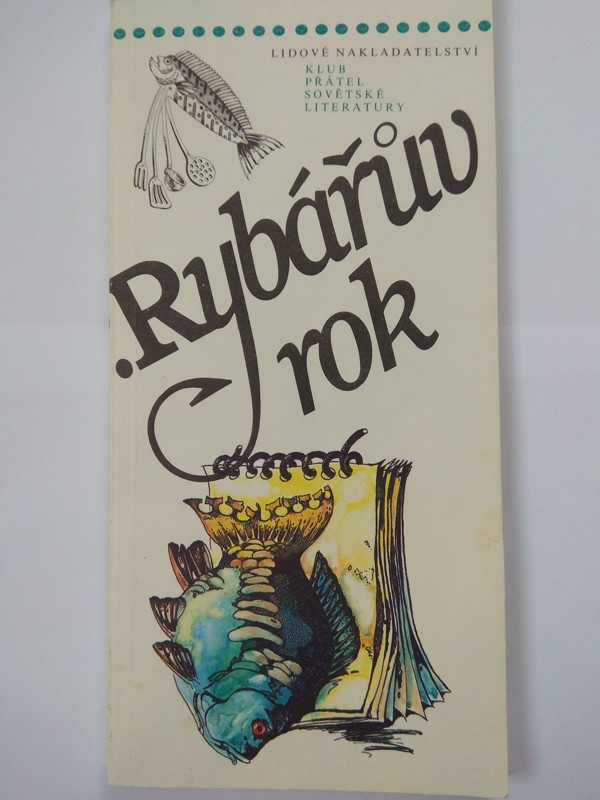 LIDOVÉ NAKLADATELSTVÍ
KLUB
PŘÁTEL
SOVĚTSKÉ
LITERATURY
Rybářův
rok